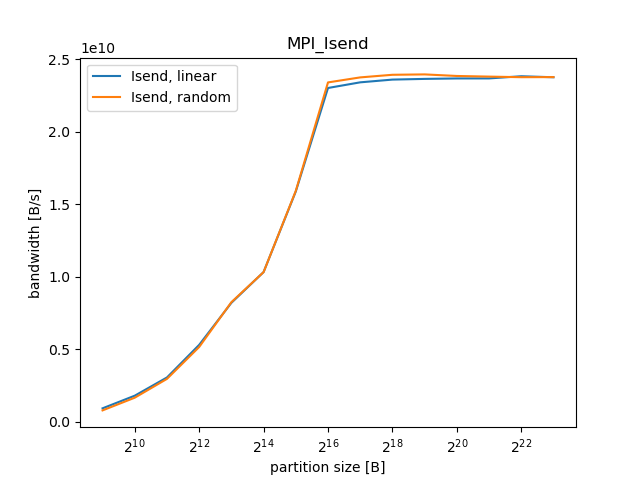 MPI_Isend
1e10
Isend, linear
Isend, random
2.5
2.0
1.5
1.0
0.5
0.0
bandwidth [B/s]
2^10 2^12 2^14 2^16 2^18 2^20 2^22
partition size [B]